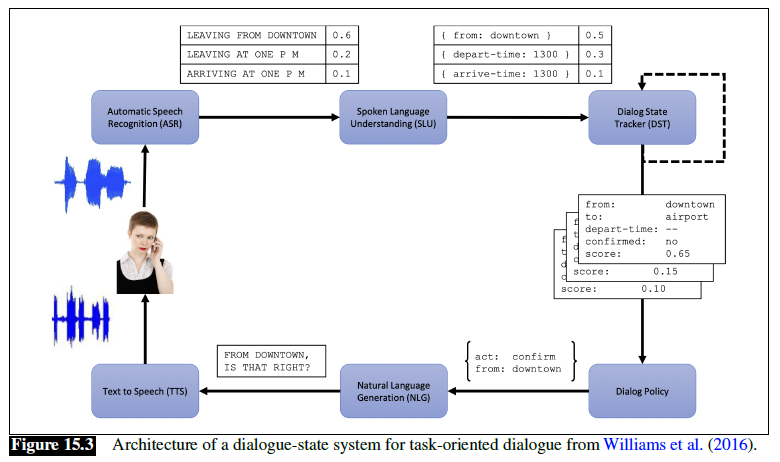 LEAVING FROM DOWNTOWN 0.6
LEAVING AT ONE P M 0.2
ARRIVING AT ONE P M 0.1
{ from: downtown } 0.5
{ depart-time: 1300 } 0.3
{ arrive-time: 1300 } 0.1
Automatic Speech
Recognition (ASR)
Spoken Language
Understanding (SLU)
Dialog State
Tracker (DST)
from: downtown
to: airport
depart-time: --
confirmed: no
score: 0.65
score: 0.15
score: 0.10
FROM DOWNTOWN,
IS THAT RIGHT?
act: confirm
from: downtown
Text to Speech (TTS)
Natural Language
Generation (NLG)
Dialog Policy
Figure 15.3 Architecture of a dialogue-state system for task-oriented dialogue from Williams et al. (2016).